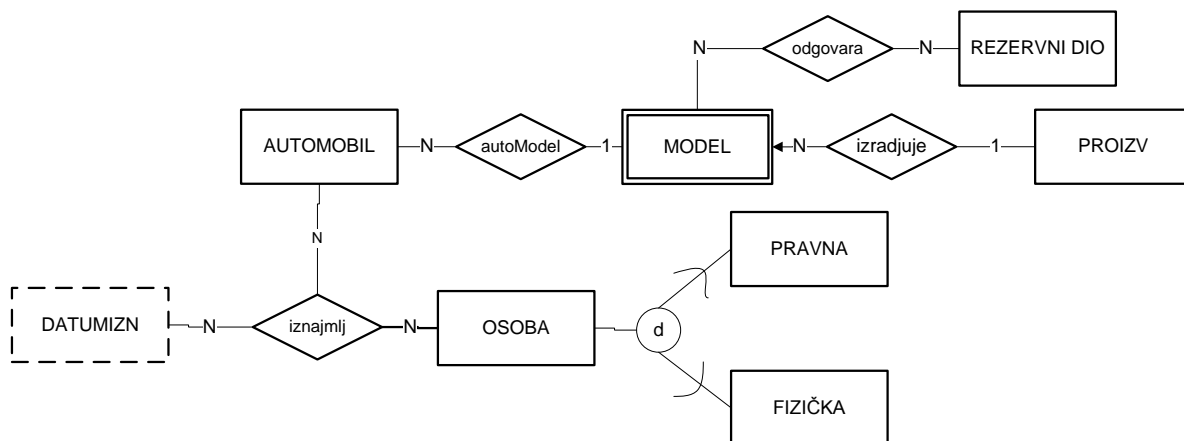 N
odgovara
N
REZERVNI DIO
AUTOMOBIL
N
autoModel
1
MODEL
N
izradjuje
1
PROIZV
N
PRAVNA
DATUMIZN
N
iznajmlj
N
OSOBA
d
FIZIČKA